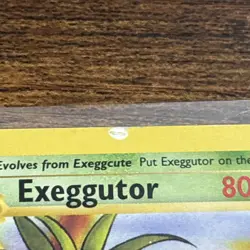 Evolves from Exeggcute Put Exeggutor on the
Exeggutor 80